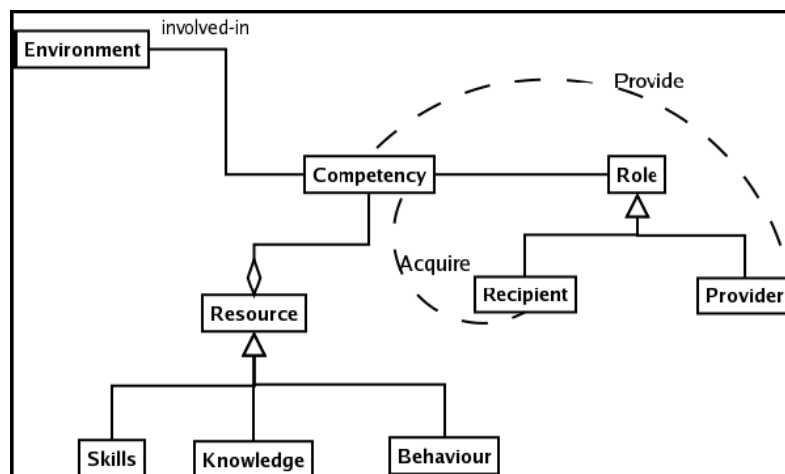 involved-in
Environment
Provide
Competency
Role
Acquire
Recipient
Provider
Resource
Skills
Knowledge
Behaviour